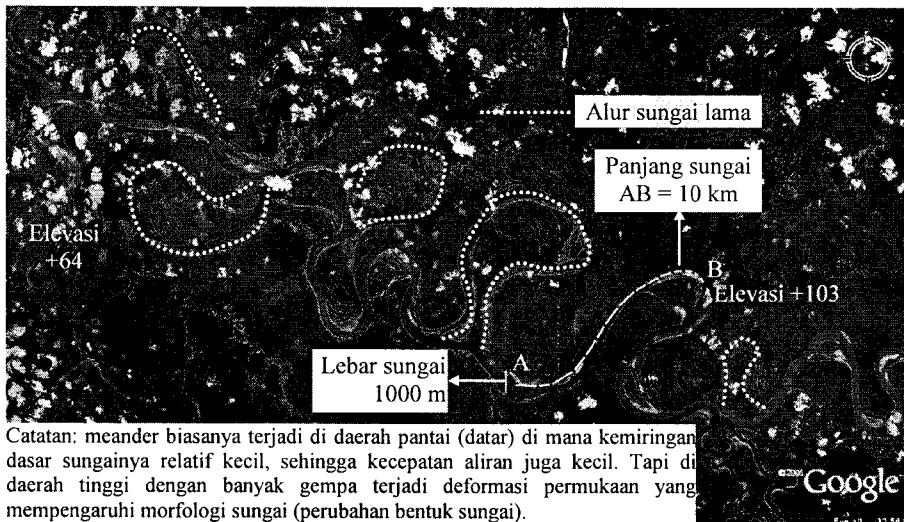 Alur sungai lama
Panjang sungai
AB = 10 km
Elevasi
+64
B
Elevasi +103
Lebar sungai
1000 m
A
Catatan: meander biasanya terjadi di daerah pantai (datar) di mana kemiringan
dasar sungainya relatif kecil, sehingga kecepatan aliran juga kecil. Tapi di
daerah tinggi dengan banyak gempa terjadi deformasi permukaan yang
mempengaruhi morfologi sungai (perubahan bentuk sungai).
Google